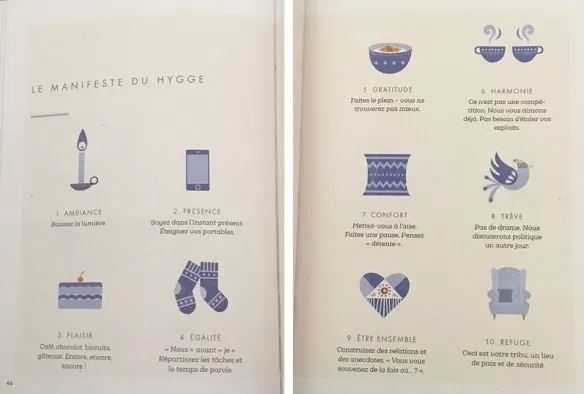 LE MANIFESTE DU HYGGE
1. AMBIANCE
Baissez la lumière.
2. PRÉSENCE
Soyez dans l'instant présent.
Éteignez vos portables.
3. PLAISIR
Café, chocolat, biscuits,
gâteaux. Encore, encore,
encore !
4. ÉGALITÉ
« Nous » avant « je ».
Répartissez les tâches et
le temps de parole.
46
5. GRATITUDE
Faites le plein – vous ne
trouverez pas mieux.
6. HARMONIE
Ce n'est pas une compé-
tition. Nous vous aimons
déjà. Pas besoin d'étaler vos
exploits.
7. CONFORT
Mettez-vous à l'aise.
Faites une pause. Pensez
« détente ».
8. TRÊVE
Pas de drame. Nous
discuterons politique
un autre jour.
9. ÊTRE ENSEMBLE
Construisez des relations et
des anecdotes. « Vous vous
souvenez de la fois où... ? ».
10. REFUGE
Ceci est votre tribu, un lieu
de paix et de sécurité.